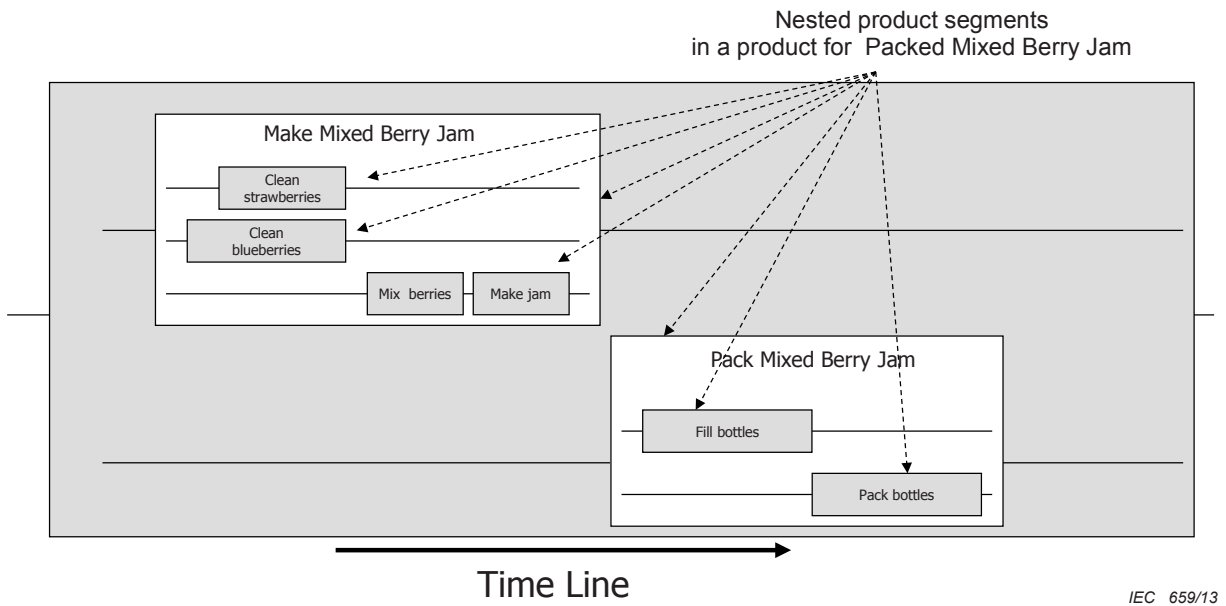 Nested product segments
in a product for Packed Mixed Berry Jam
Make Mixed Berry Jam
Clean
strawberries
Clean
blueberries
Mix berries
Make jam
Pack Mixed Berry Jam
Fill bottles
Pack bottles
Time Line
IEC 659/13